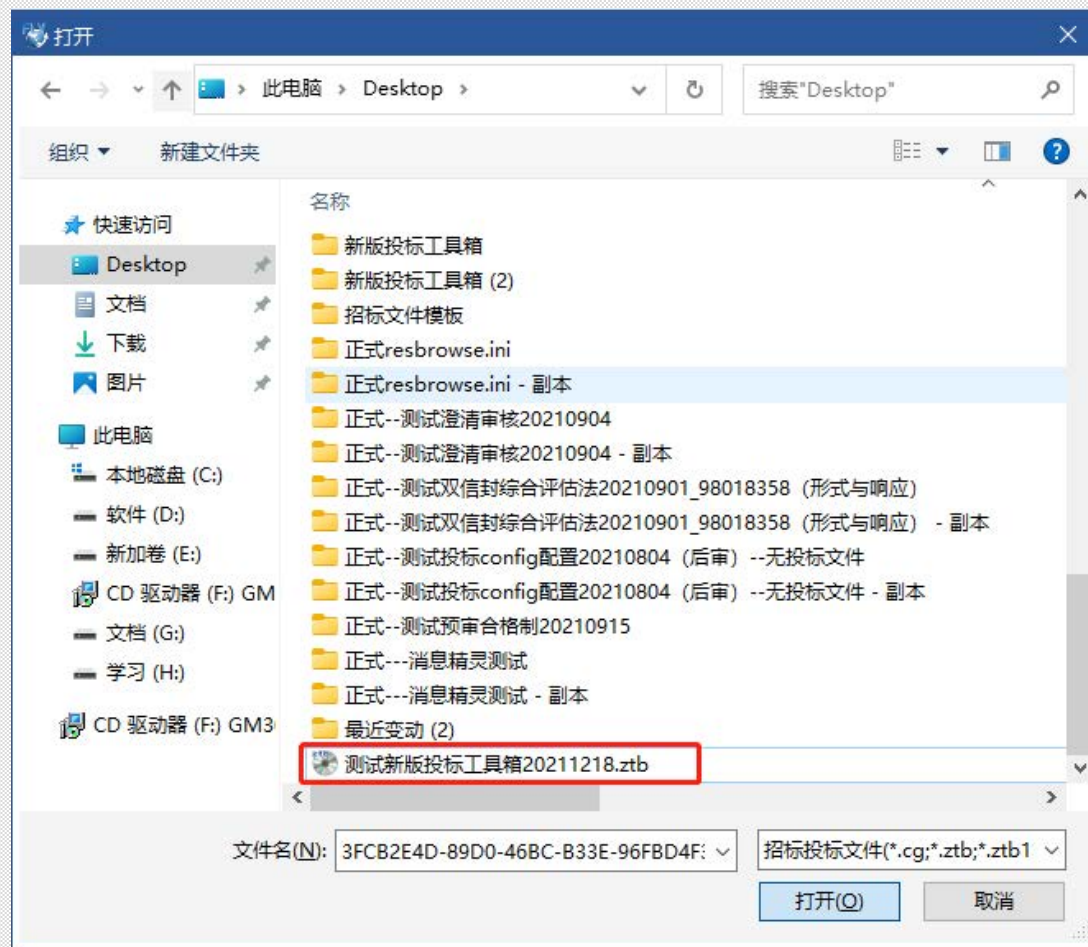 打开
此电脑 › Desktop ›
搜索"Desktop"
组织
新建文件夹
名称
快速访问
Desktop
文档
下载
图片
此电脑
本地磁盘 (C:)
软件 (D:)
新加卷 (E:)
CD 驱动器 (F:) GM
文档 (G:)
学习 (H:)
CD 驱动器 (F:) GM3
新版投标工具箱
新版投标工具箱 (2)
招标文件模板
正式resbrowse.ini
正式resbrowse.ini - 副本
正式--测试澄清审核20210904
正式--测试澄清审核20210904 - 副本
正式--测试双信封综合评估法20210901_98018358（形式与响应）
正式--测试双信封综合评估法20210901_98018358（形式与响应） - 副本
正式--测试投标config配置20210804（后审）--无投标文件
正式--测试投标config配置20210804（后审）--无投标文件 - 副本
正式--测试预审合格制20210915
正式---消息精灵测试
正式---消息精灵测试 - 副本
最近变动 (2)
测试新版投标工具箱20211218.ztb
文件名(N):
3FCB2E4D-89D0-46BC-B33E-96FBD4F
招标投标文件(*.cg;*.ztb;*.ztb1
打开(O)
取消